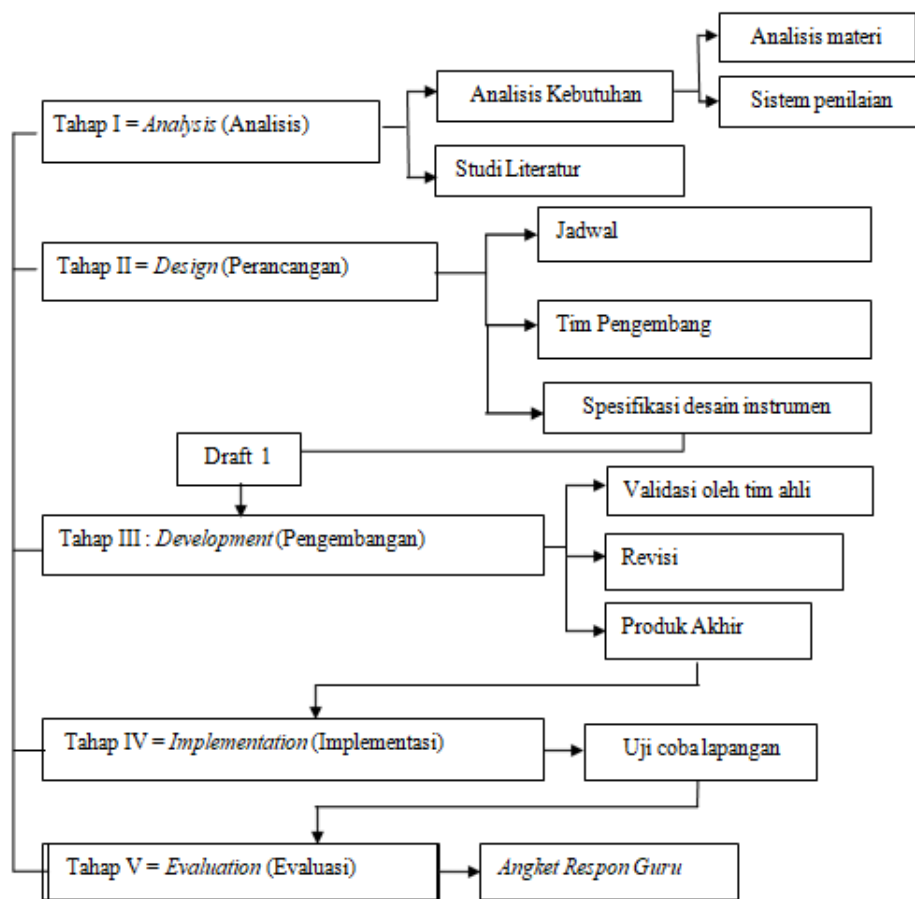 Analisis materi
Analisis Kebutuhan
Sistem penilaian
Tahap I = Analysis (Analisis)
Studi Literatur
Jadwal
Tahap II = Design (Perancangan)
Tim Pengembang
Spesifikasi desain instrumen
Draft 1
Validasi oleh tim ahli
Tahap III : Development (Pengembangan)
Revisi
Produk Akhir
Tahap IV = Implementation (Implementasi)
Uji coba lapangan
Tahap V = Evaluation (Evaluasi)
Angket Respon Guru